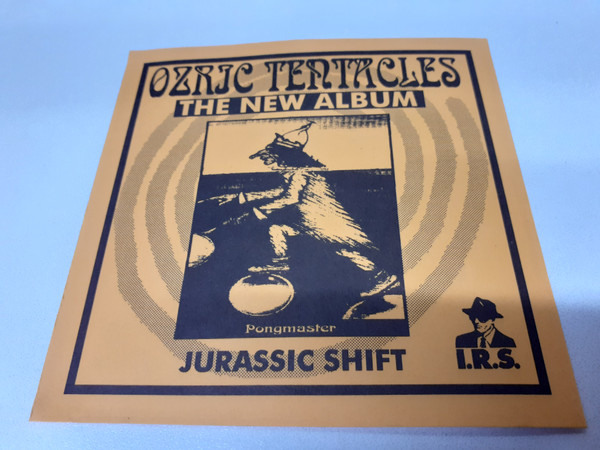 OZRIC TENTACLES
THE NEW ALBUM
Pongmaster
JURASSIC SHIFT
I.R.S.